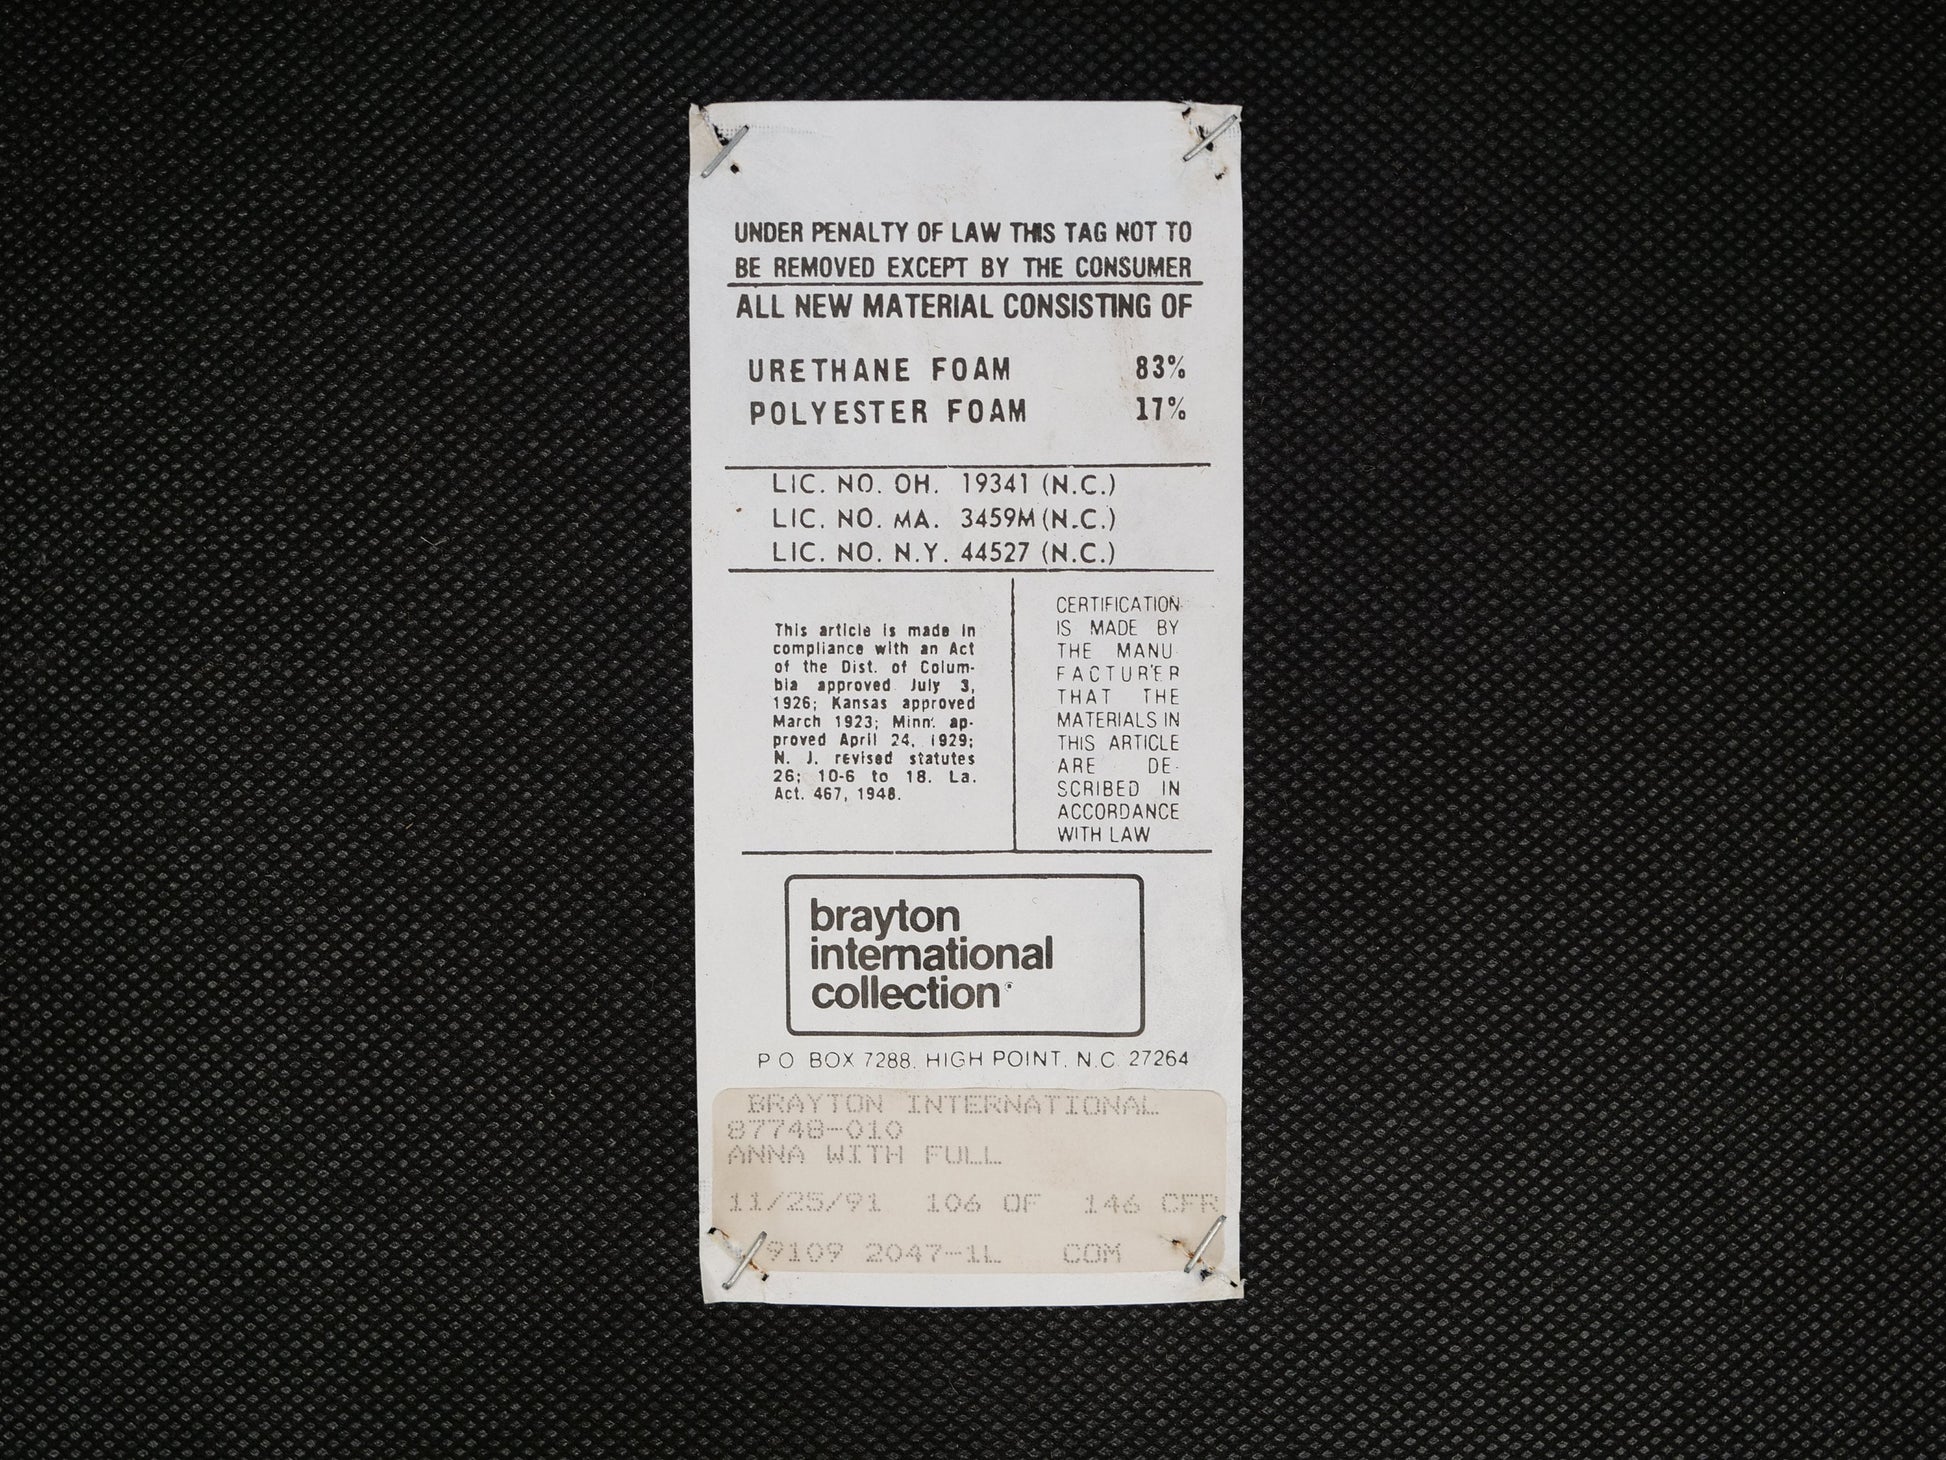 UNDER PENALTY OF LAW THIS TAG NOT TO
BE REMOVED EXCEPT BY THE CONSUMER
ALL NEW MATERIAL CONSISTING OF
URETHANE FOAM 83%
POLYESTER FOAM 17%
LIC. NO. OH. 19341 (N.C.)
LIC. NO. MA. 3459M (N.C.)
LIC. NO. N.Y. 44527 (N.C.)
This article is made in
compliance with an Act
of the Dist. of Colum-
bia approved July 3,
1926; Kansas approved
March 1923; Minn. ap-
proved April 24, 1929;
N. J. revised statutes
26: 10-6 to 18. La.
Act. 467, 1948.
CERTIFICATION
IS MADE BY
THE MANU-
FACTURER
THAT THE
MATERIALS IN
THIS ARTICLE
ARE DE-
SCRIBED IN
ACCORDANCE
WITH LAW
brayton
international
collection
P O BOX 7288, HIGH POINT, N.C. 27264
BRAYTON INTERNATIONAL
87748-010
ANNA WITH FULL
11/25/91 106 OF 146 CFR
9109 2047-1L COM